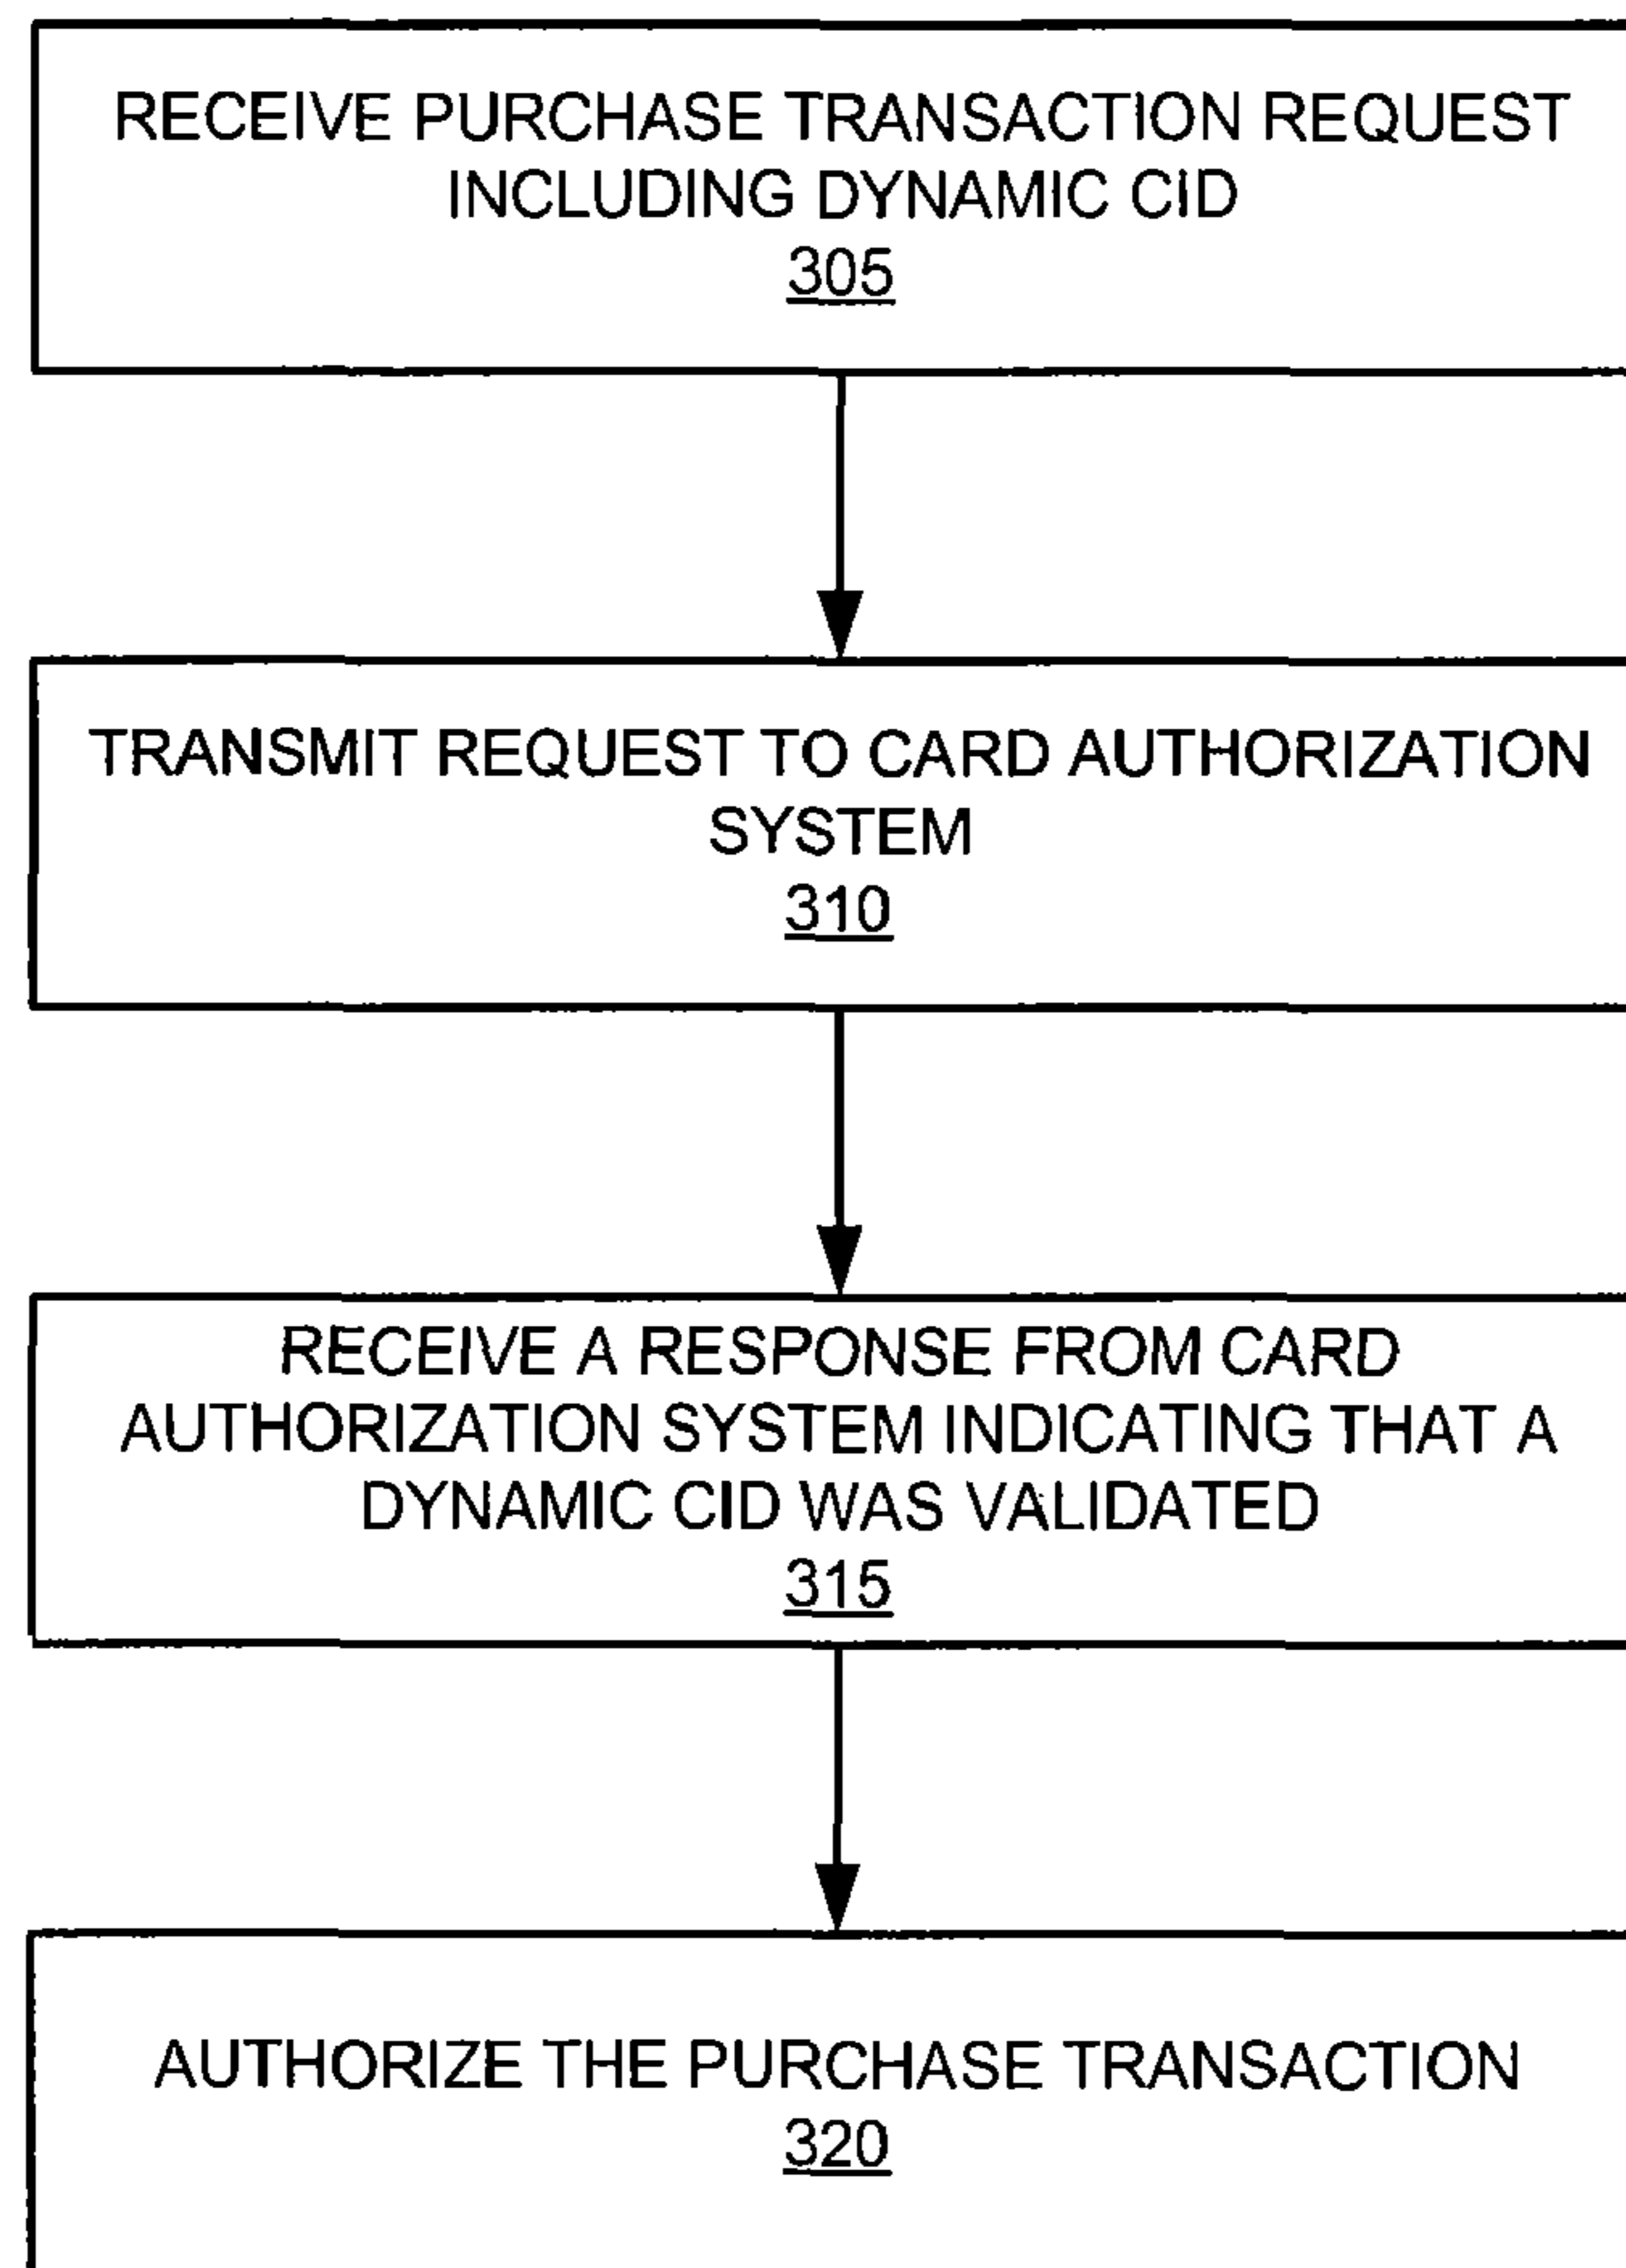 RECEIVE PURCHASE TRANSACTION REQUEST
INCLUDING DYNAMIC CID
305
TRANSMIT REQUEST TO CARD AUTHORIZATION
SYSTEM
310
RECEIVE A RESPONSE FROM CARD
AUTHORIZATION SYSTEM INDICATING THAT A
DYNAMIC CID WAS VALIDATED
315
AUTHORIZE THE PURCHASE TRANSACTION
320